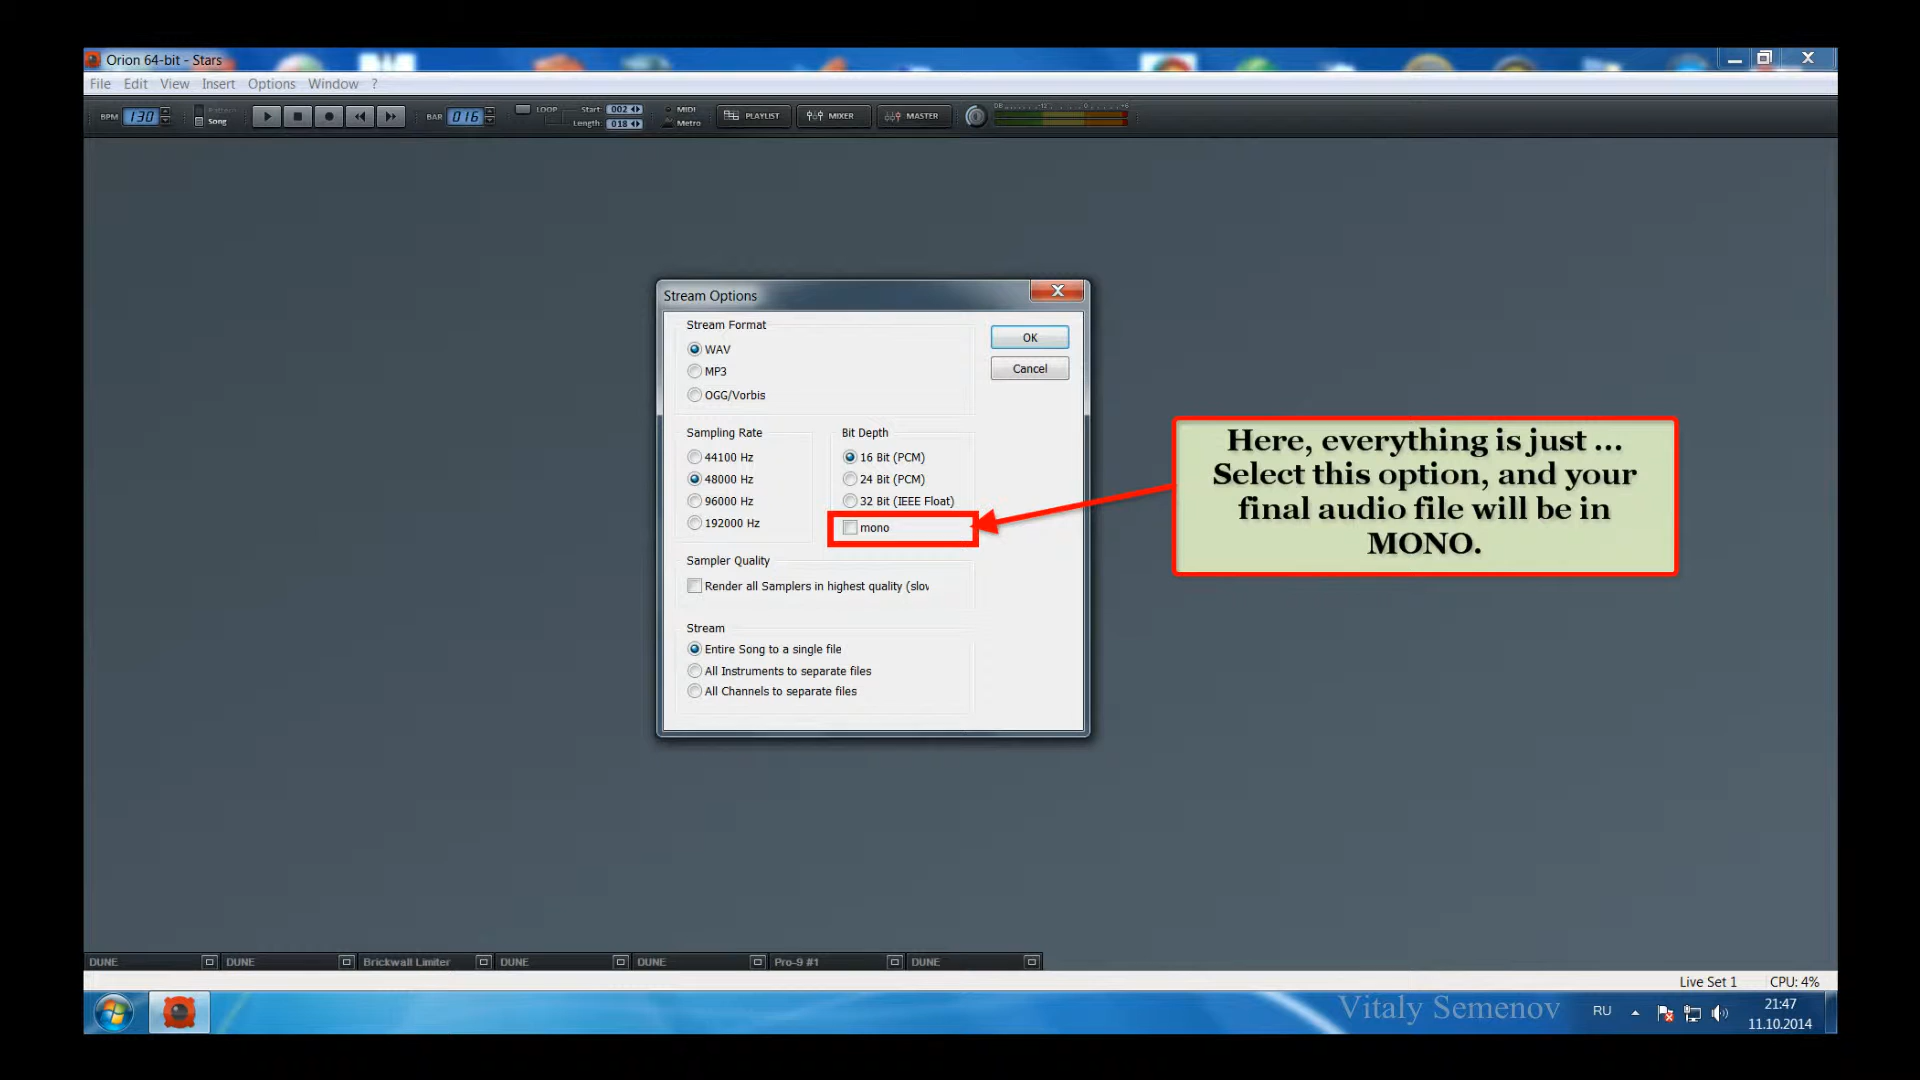 Orion 64-bit - Stars
File Edit View Insert Options Window ?
BPM 130 Song BAR 016 LOOP Start 002 MIDI PLAYLIST MIXER MASTER
Length 018 Metro
Stream Options
Stream Format
WAV
MP3
OGG/Vorbis
OK
Cancel
Sampling Rate
44100 Hz
48000 Hz
96000 Hz
192000 Hz
Bit Depth
16 Bit (PCM)
24 Bit (PCM)
32 Bit (IEEE Float)
mono
Sampler Quality
Render all Samplers in highest quality (slov
Stream
Entire Song to a single file
All Instruments to separate files
All Channels to separate files
Here, everything is just ...
Select this option, and your
final audio file will be in
MONO.
DUNE DUNE Brickwall Limiter DUNE DUNE Pro-9 #1 DUNE
Live Set 1 CPU: 4%
Vitaly Semenov
RU
21:47
11.10.2014